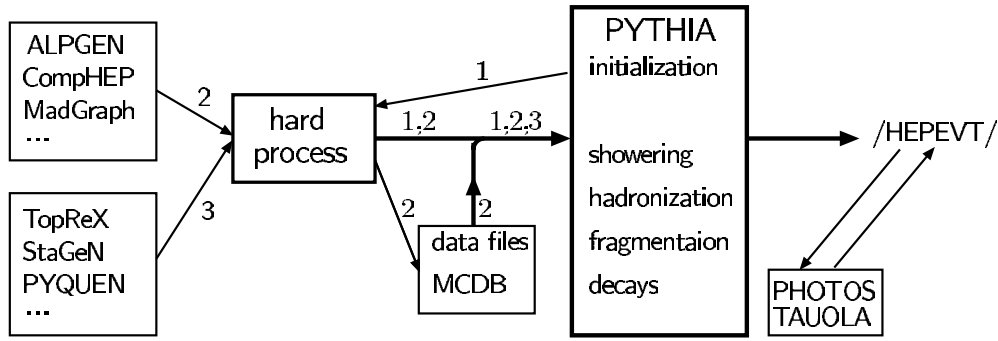 ALPGEN
CompHEP
MadGraph
...
2
TopReX
StaGeN
PYQUEN
...
3
hard
process
1
1,2
1,2,3
2
2
data files
MCDB
PYTHIA
initialization
showering
hadronization
fragmentaion
decays
/HEPEVT/
PHOTOS
TAUOLA